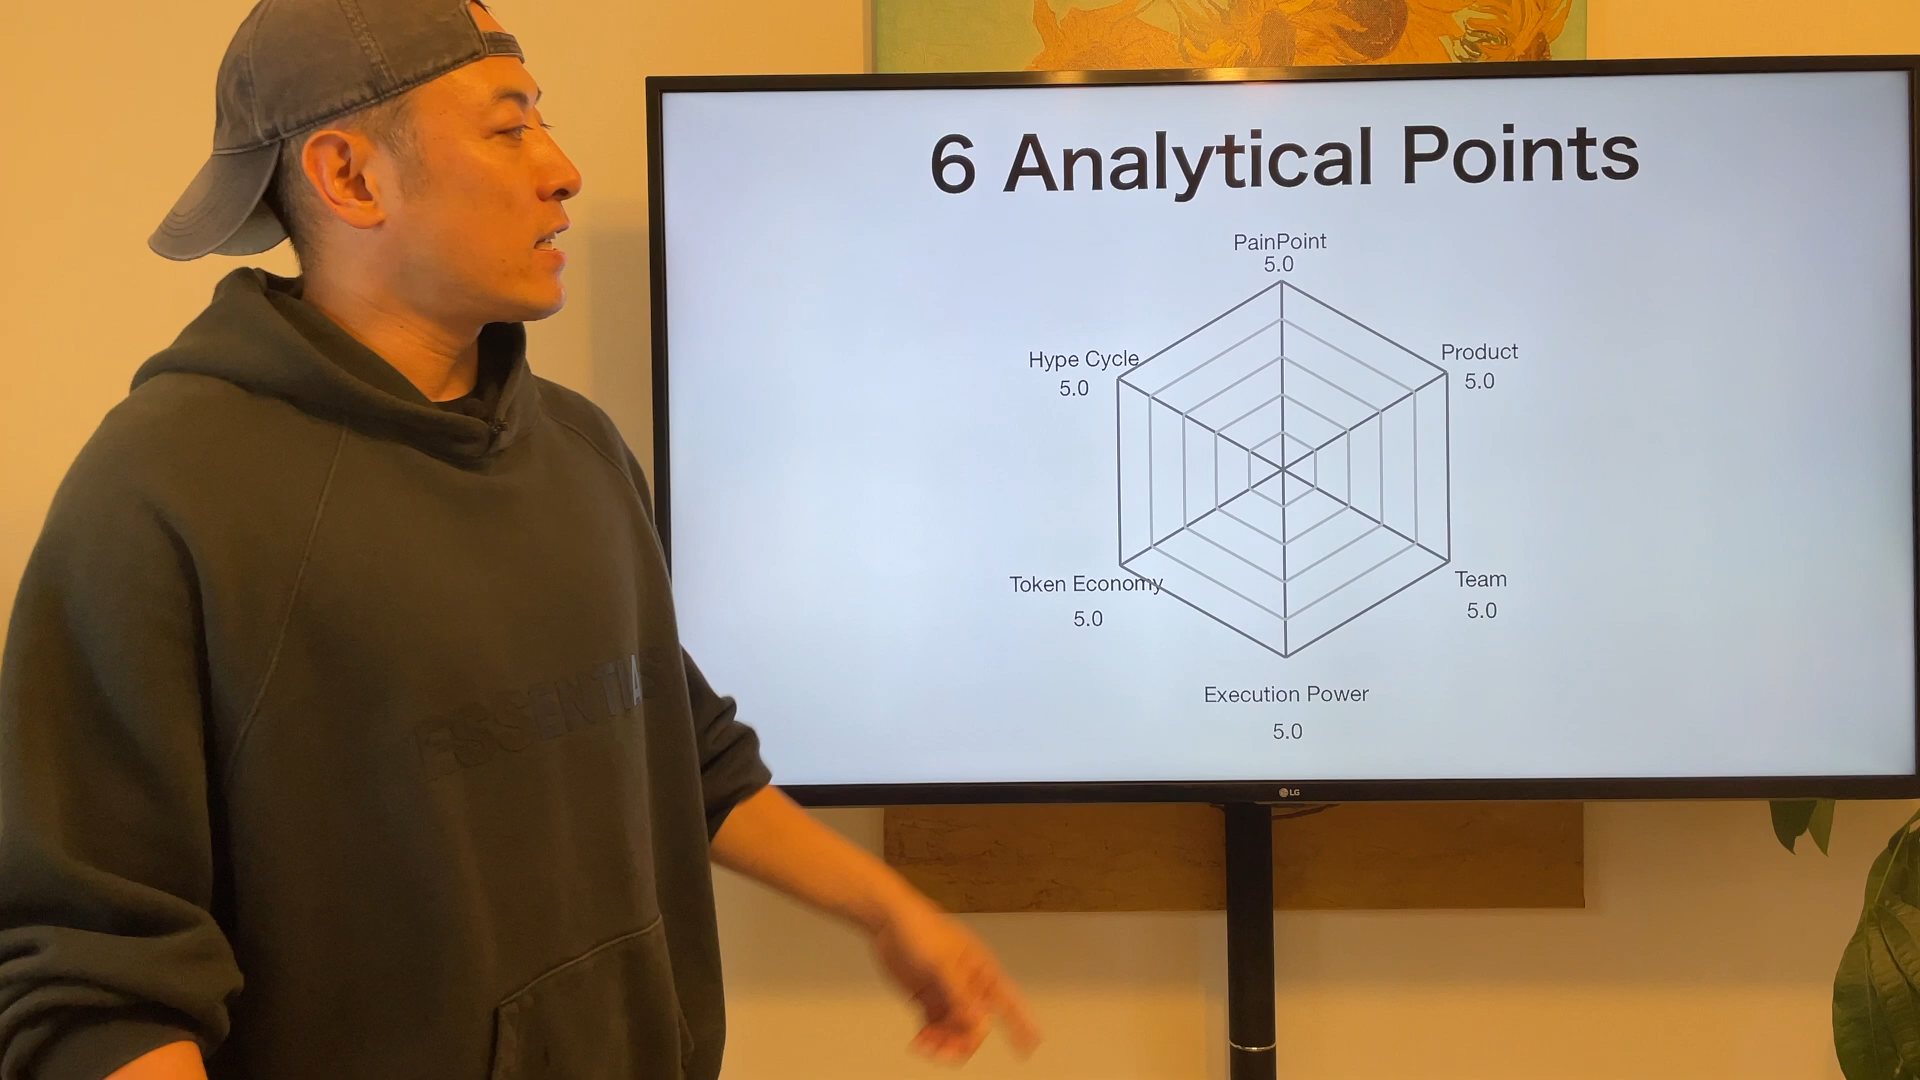 6 Analytical Points
PainPoint
5.0
Hype Cycle
5.0
Product
5.0
Token Economy
5.0
Team
5.0
Execution Power
5.0
ESSENTIA
LG